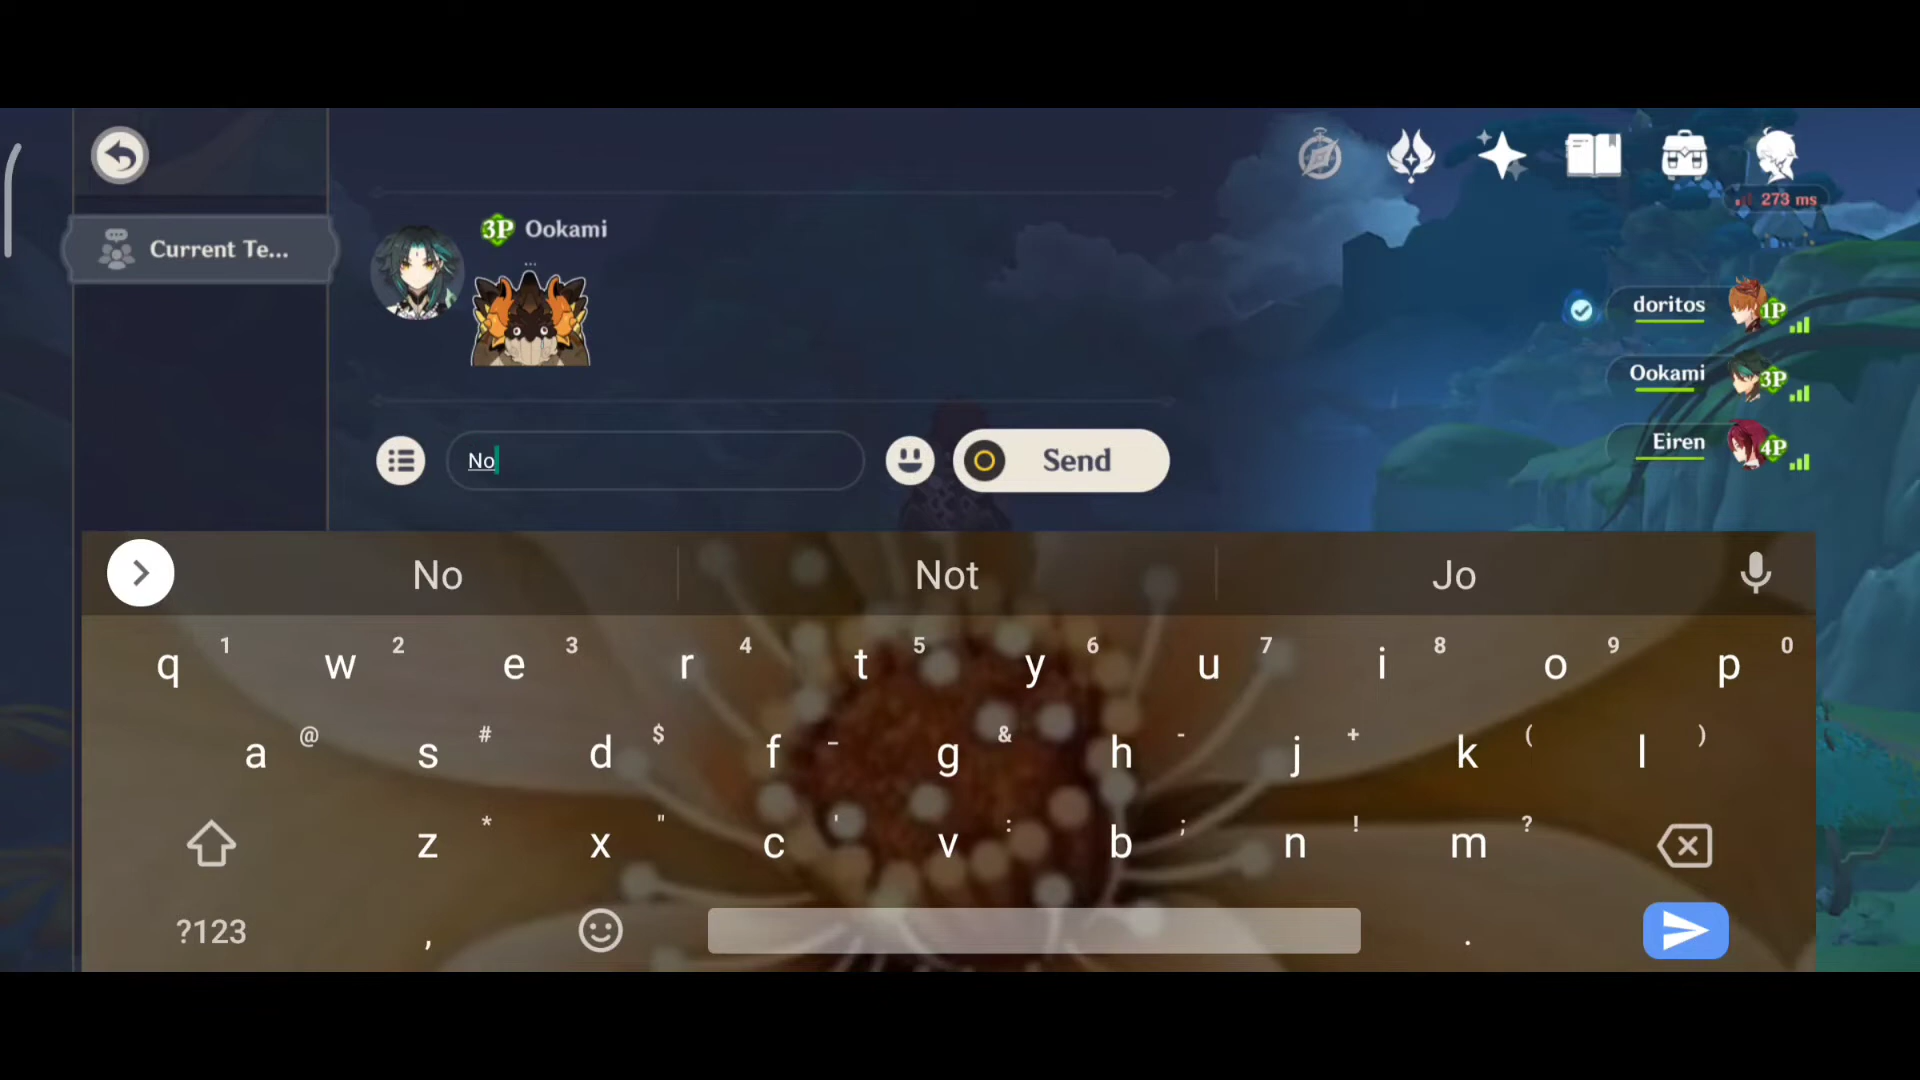 273 ms
Current Te...
3P Ookami
...
doritos 1P
Ookami 3P
Eiren 4P
No
Send
No Not Jo
q 1 w 2 e 3 r 4 t 5 y 6 u 7 i 8 o 9 p 0
a @ s # d $ f _ g & h - j + k ( l )
z * x " c ' v : b ; n ! m ?
?123 , .